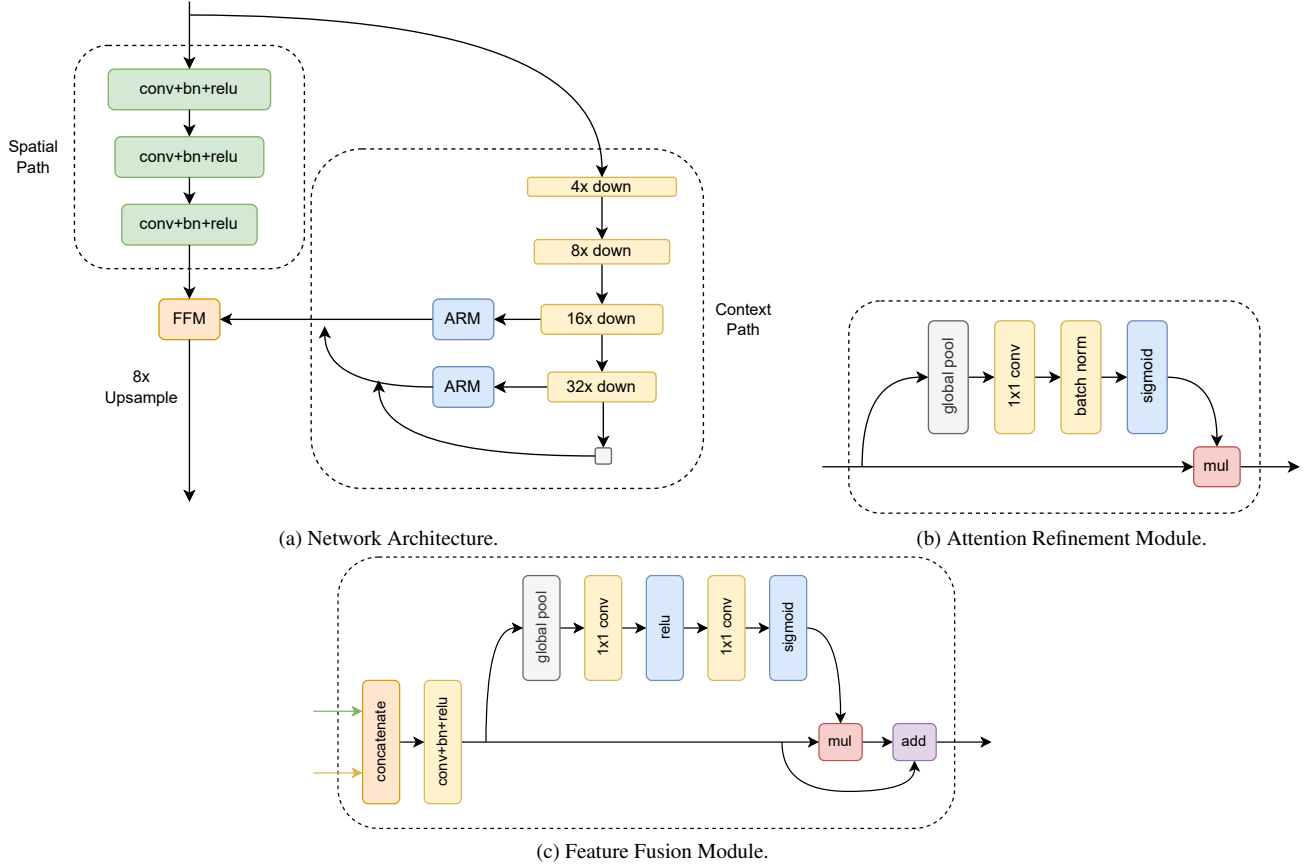 conv+bn+relu
conv+bn+relu
conv+bn+relu
Spatial
Path
4x down
8x down
16x down
32x down
ARM
ARM
FFM
Context
Path
8x
Upsample
(a) Network Architecture.
global pool
1x1 conv
batch norm
sigmoid
mul
(b) Attention Refinement Module.
global pool
1x1 conv
relu
1x1 conv
sigmoid
concatenate
conv+bn+relu
mul
add
(c) Feature Fusion Module.